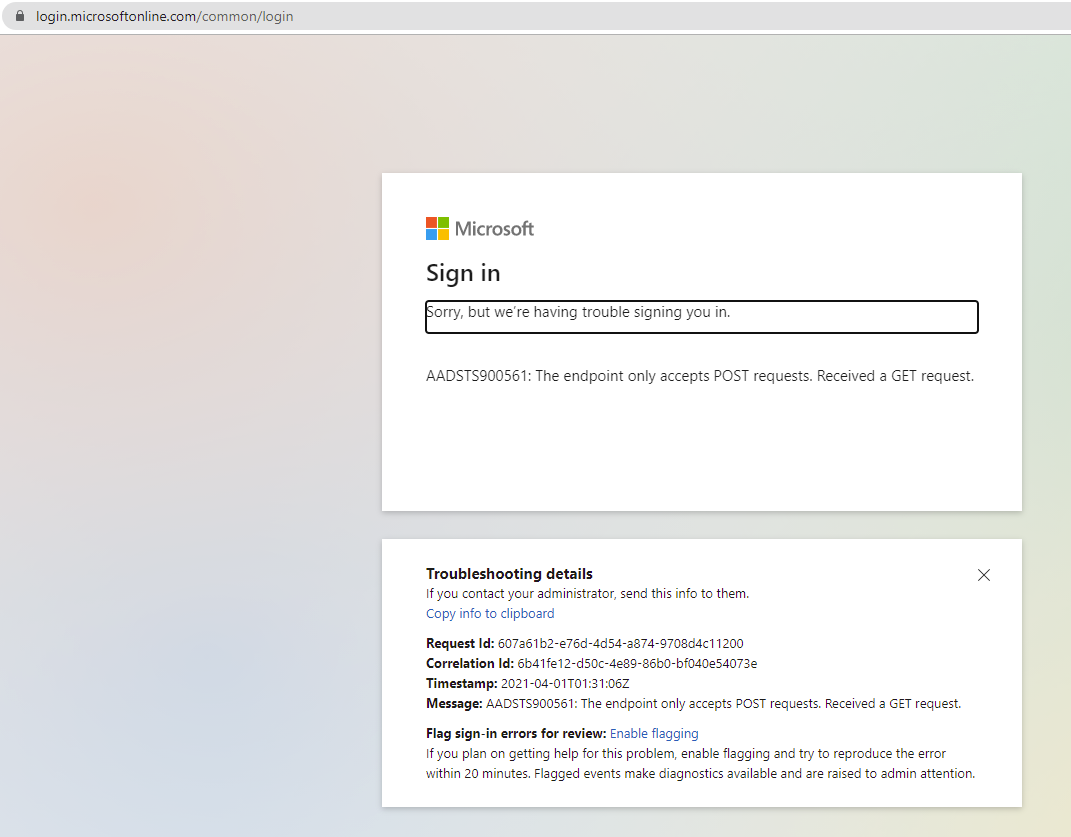 login.microsoftonline.com/common/login
Microsoft
Sign in
Sorry, but we’re having trouble signing you in.
AADSTS900561: The endpoint only accepts POST requests. Received a GET request.
Troubleshooting details
If you contact your administrator, send this info to them.
Copy info to clipboard
Request Id: 607a61b2-e76d-4d54-a874-9708d4c11200
Correlation Id: 6b41fe12-d50c-4e89-86b0-bf040e54073e
Timestamp: 2021-04-01T01:31:06Z
Message: AADSTS900561: The endpoint only accepts POST requests. Received a GET request.
Flag sign-in errors for review: Enable flagging
If you plan on getting help for this problem, enable flagging and try to reproduce the error
within 20 minutes. Flagged events make diagnostics available and are raised to admin attention.